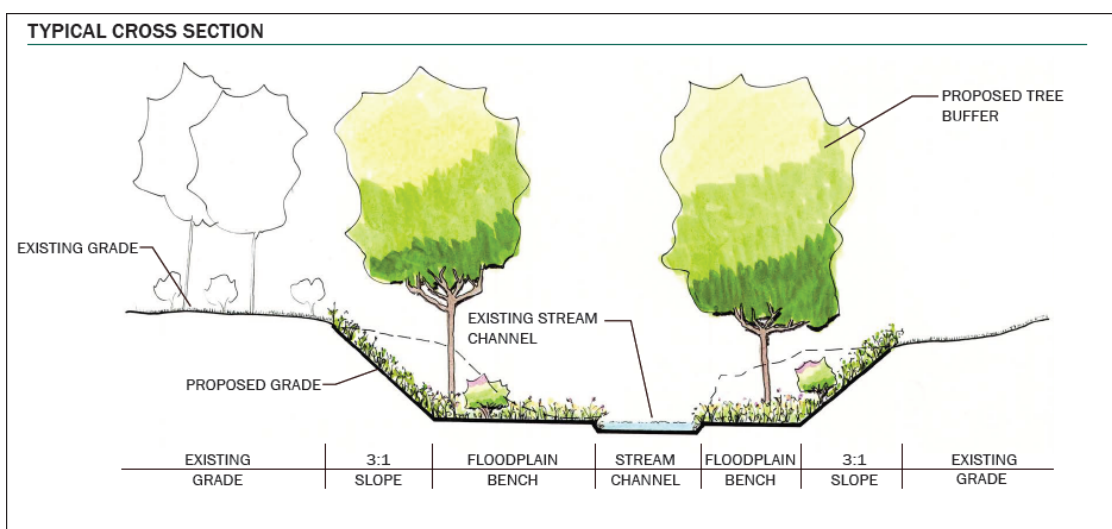 TYPICAL CROSS SECTION
PROPOSED TREE
BUFFER
EXISTING GRADE
EXISTING STREAM
CHANNEL
PROPOSED GRADE
EXISTING
GRADE
3:1
SLOPE
FLOODPLAIN
BENCH
STREAM
CHANNEL
FLOODPLAIN
BENCH
3:1
SLOPE
EXISTING
GRADE